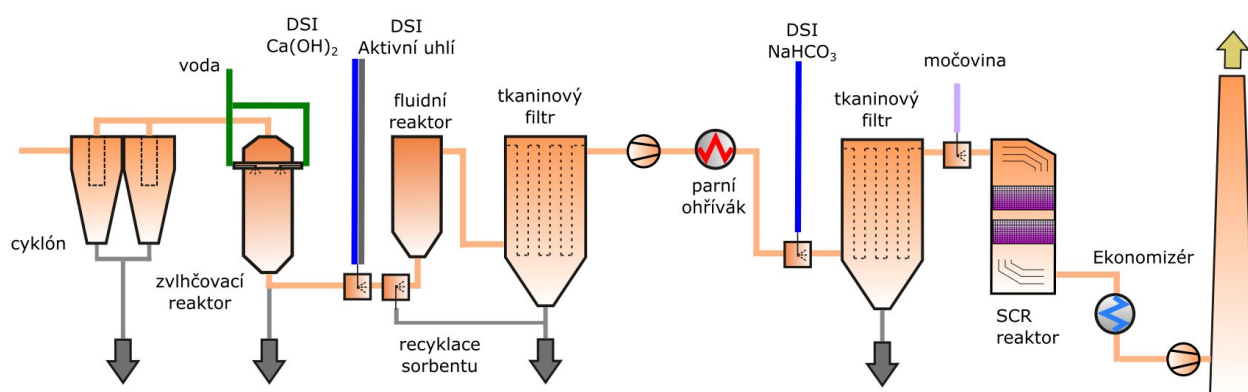 cyklón
voda
zvlhčovací
reaktor
DSI
Ca(OH)₂
DSI
Aktivní uhlí
fluidní
reaktor
recyklace
sorbentu
tkaninový
filtr
parní
ohřívák
DSI
NaHCO₃
tkaninový
filtr
močovina
SCR
reaktor
Ekonomizér